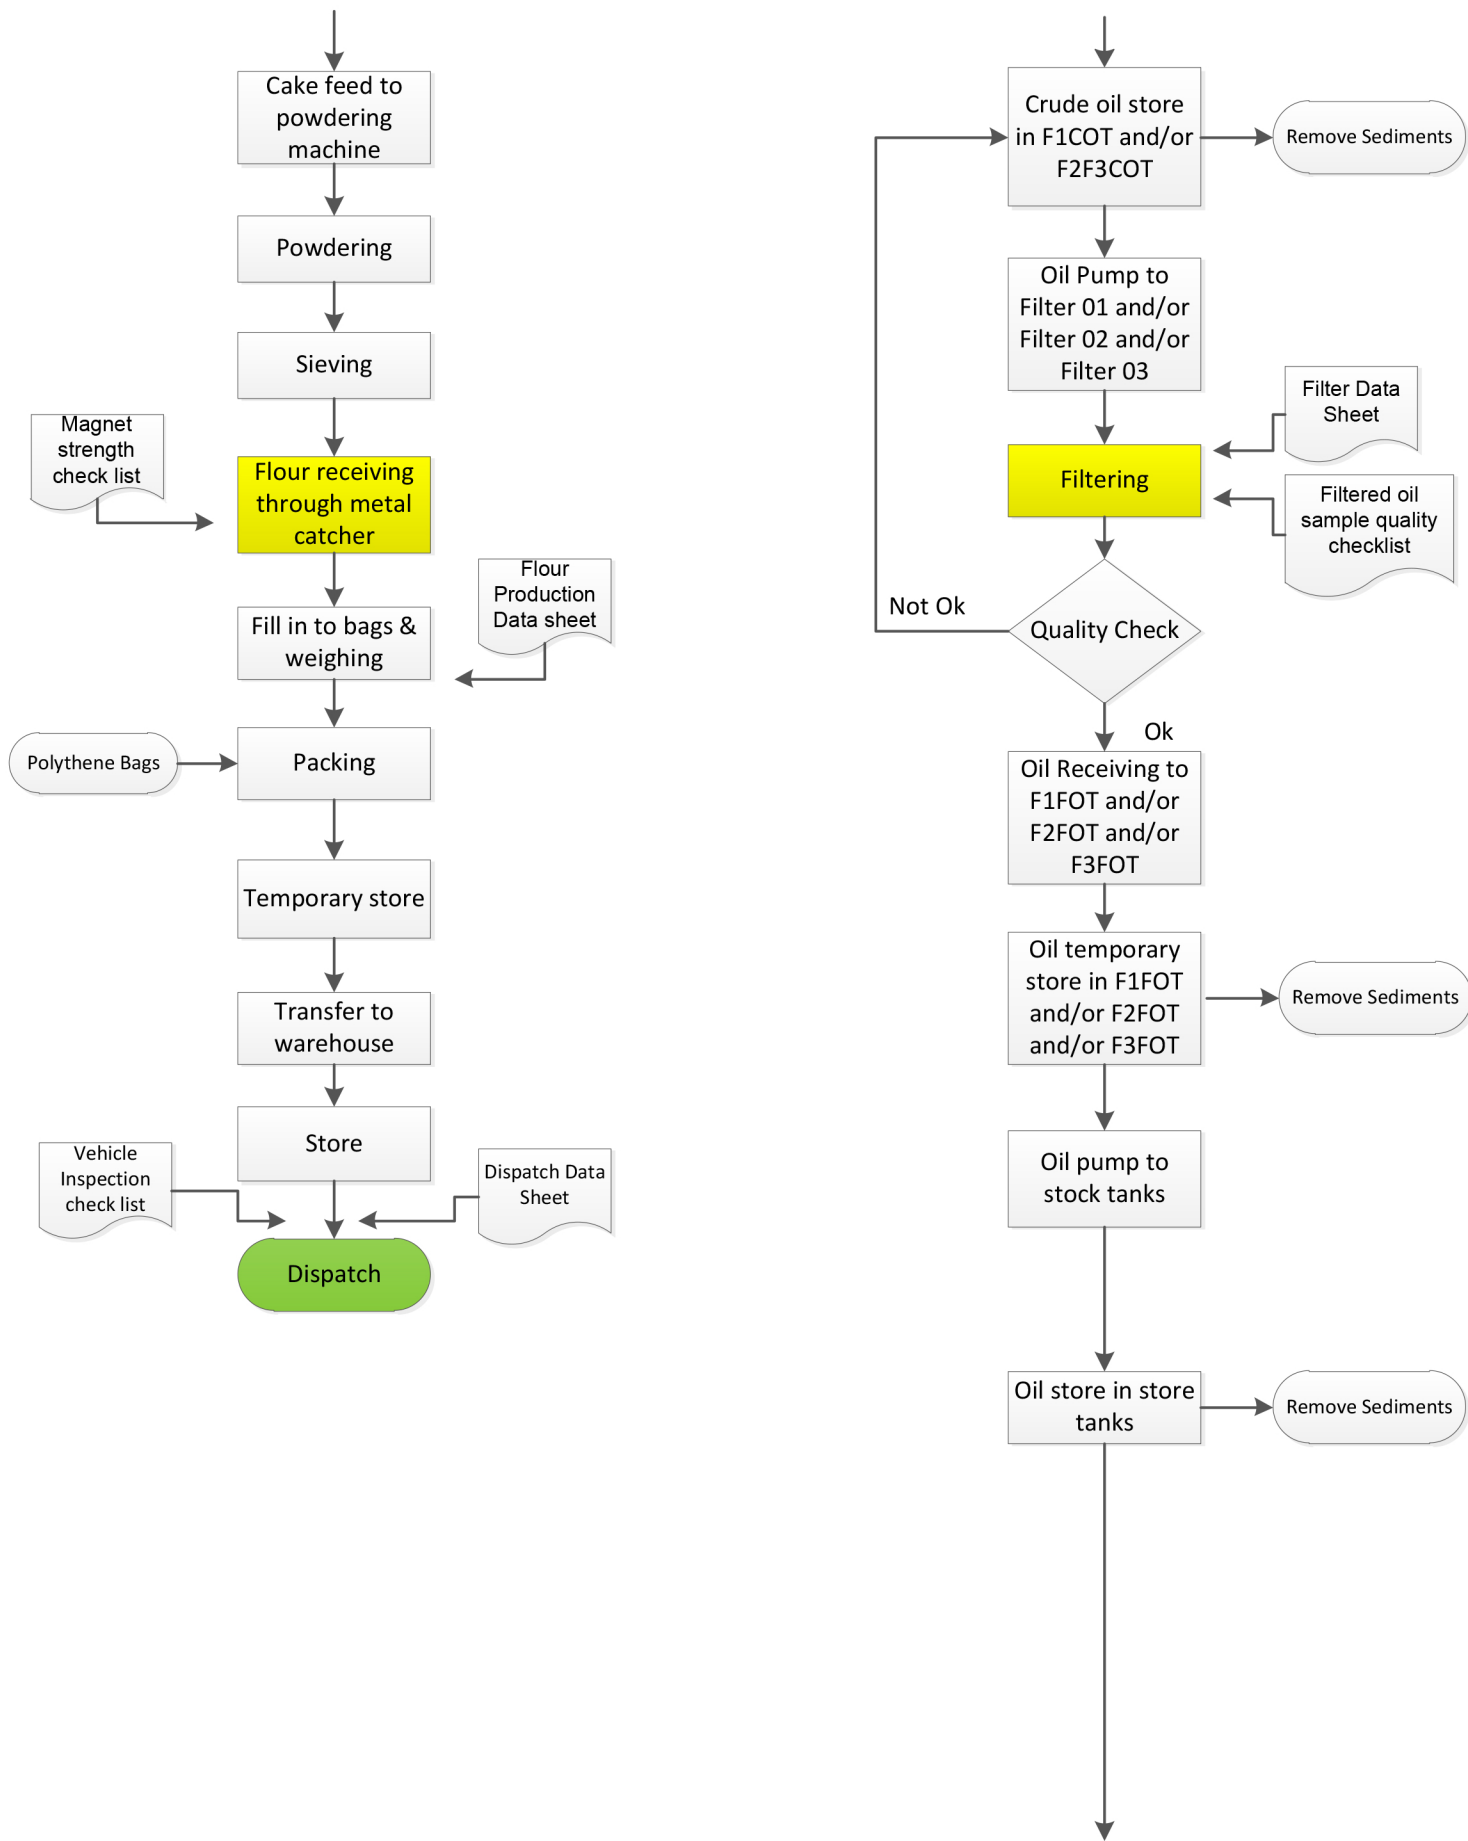 Cake feed to
powdering
machine
Powdering
Sieving
Magnet
strength
check list
Flour receiving
through metal
catcher
Flour
Production
Data sheet
Fill in to bags &
weighing
Polythene Bags
Packing
Temporary store
Transfer to
warehouse
Store
Vehicle
Inspection
check list
Dispatch Data
Sheet
Dispatch
Crude oil store
in F1COT and/or
F2F3COT
Remove Sediments
Oil Pump to
Filter 01 and/or
Filter 02 and/or
Filter 03
Filter Data
Sheet
Filtering
Filtered oil
sample quality
checklist
Not Ok
Quality Check
Ok
Oil Receiving to
F1FOT and/or
F2FOT and/or
F3FOT
Oil temporary
store in F1FOT
and/or F2FOT
and/or F3FOT
Remove Sediments
Oil pump to
stock tanks
Oil store in store
tanks
Remove Sediments